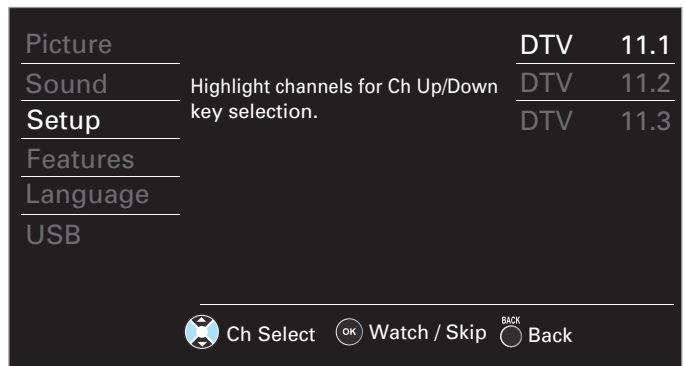 Picture
Sound
Setup
Features
Language
USB
Highlight channels for Ch Up/Down
key selection.
DTV 11.1
DTV 11.2
DTV 11.3
Ch Select OK Watch / Skip BACK Back